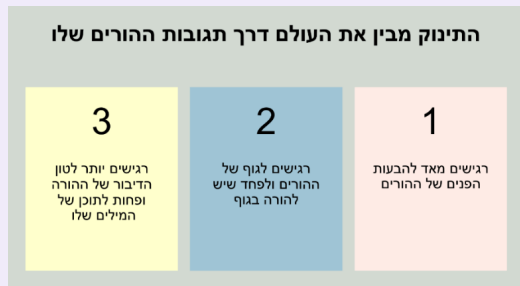 התינוק מבין את העולם דרך תגובות ההורים שלו
1
רגישים מאד להבעות
הפנים של ההורים
2
רגישים לגוף של
ההורים ולפחד שיש
להורה בגוף
3
רגישים יותר לטון
הדיבור של ההורה
ופחות לתוכן של
המילים שלו